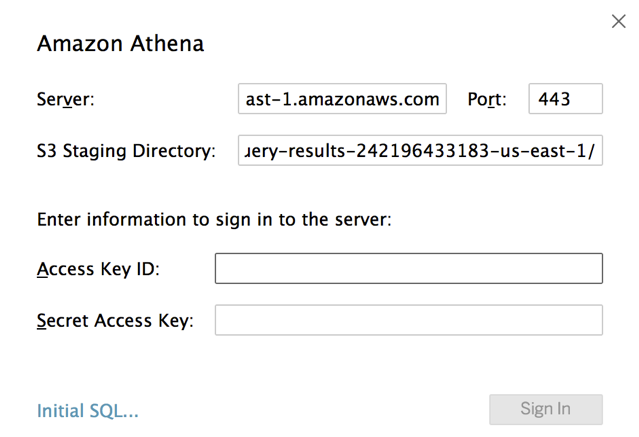 Amazon Athena
Server: ast-1.amazonaws.com Port: 443
S3 Staging Directory: uery-results-242196433183-us-east-1/
Enter information to sign in to the server:
Access Key ID:
Secret Access Key:
Initial SQL... Sign In